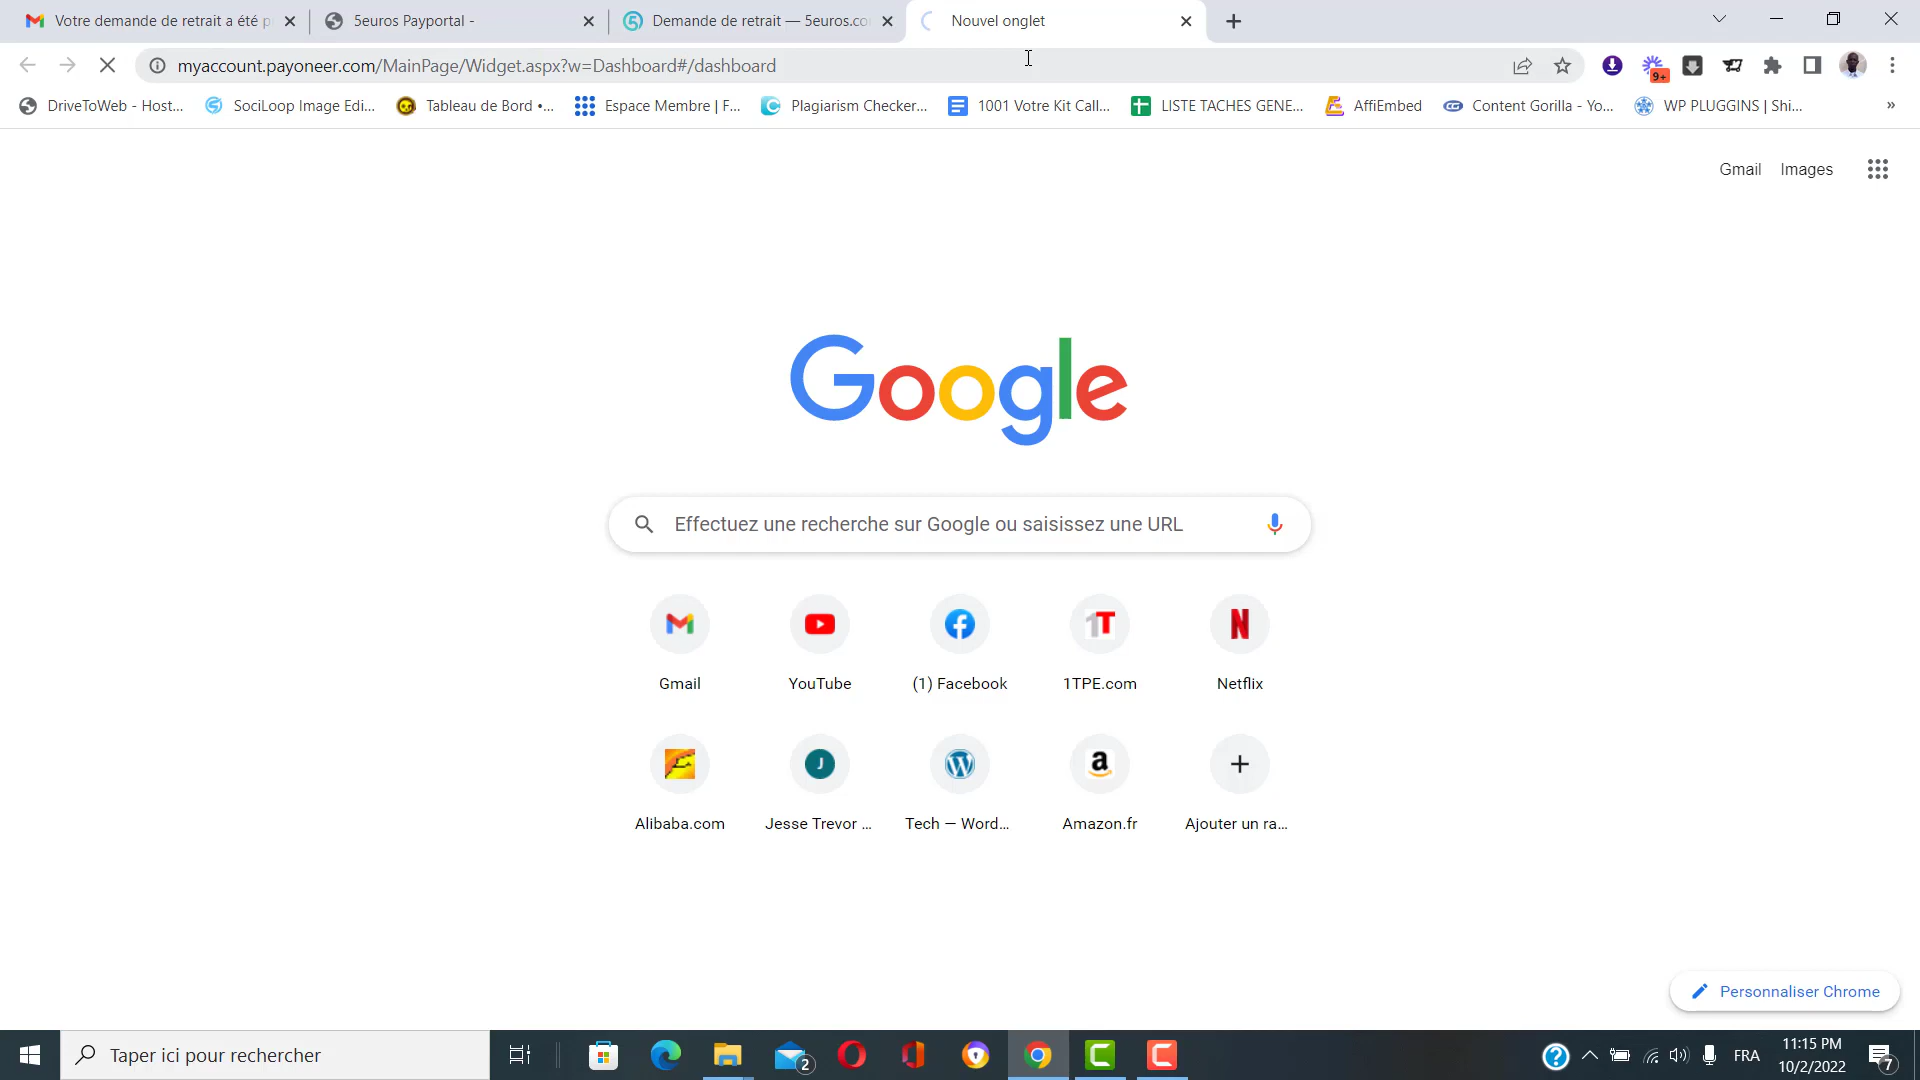 Votre demande de retrait a été p
5euros Payportal -
Demande de retrait — 5euros.co
Nouvel onglet
myaccount.payoneer.com/MainPage/Widget.aspx?w=Dashboard#/dashboard
9+
DriveToWeb - Host...
SociLoop Image Edi...
Tableau de Bord •...
Espace Membre | F...
Plagiarism Checker...
1001 Votre Kit Call...
LISTE TACHES GENE...
AffiEmbed
Content Gorilla - Yo...
WP PLUGGINS | Shi...
»
Gmail
Images
Google
Effectuez une recherche sur Google ou saisissez une URL
Gmail
YouTube
(1) Facebook
1TPE.com
Netflix
Alibaba.com
Jesse Trevor ...
Tech — Word...
Amazon.fr
Ajouter un ra...
Personnaliser Chrome
Taper ici pour rechercher
2
FRA
11:15 PM
10/2/2022
7